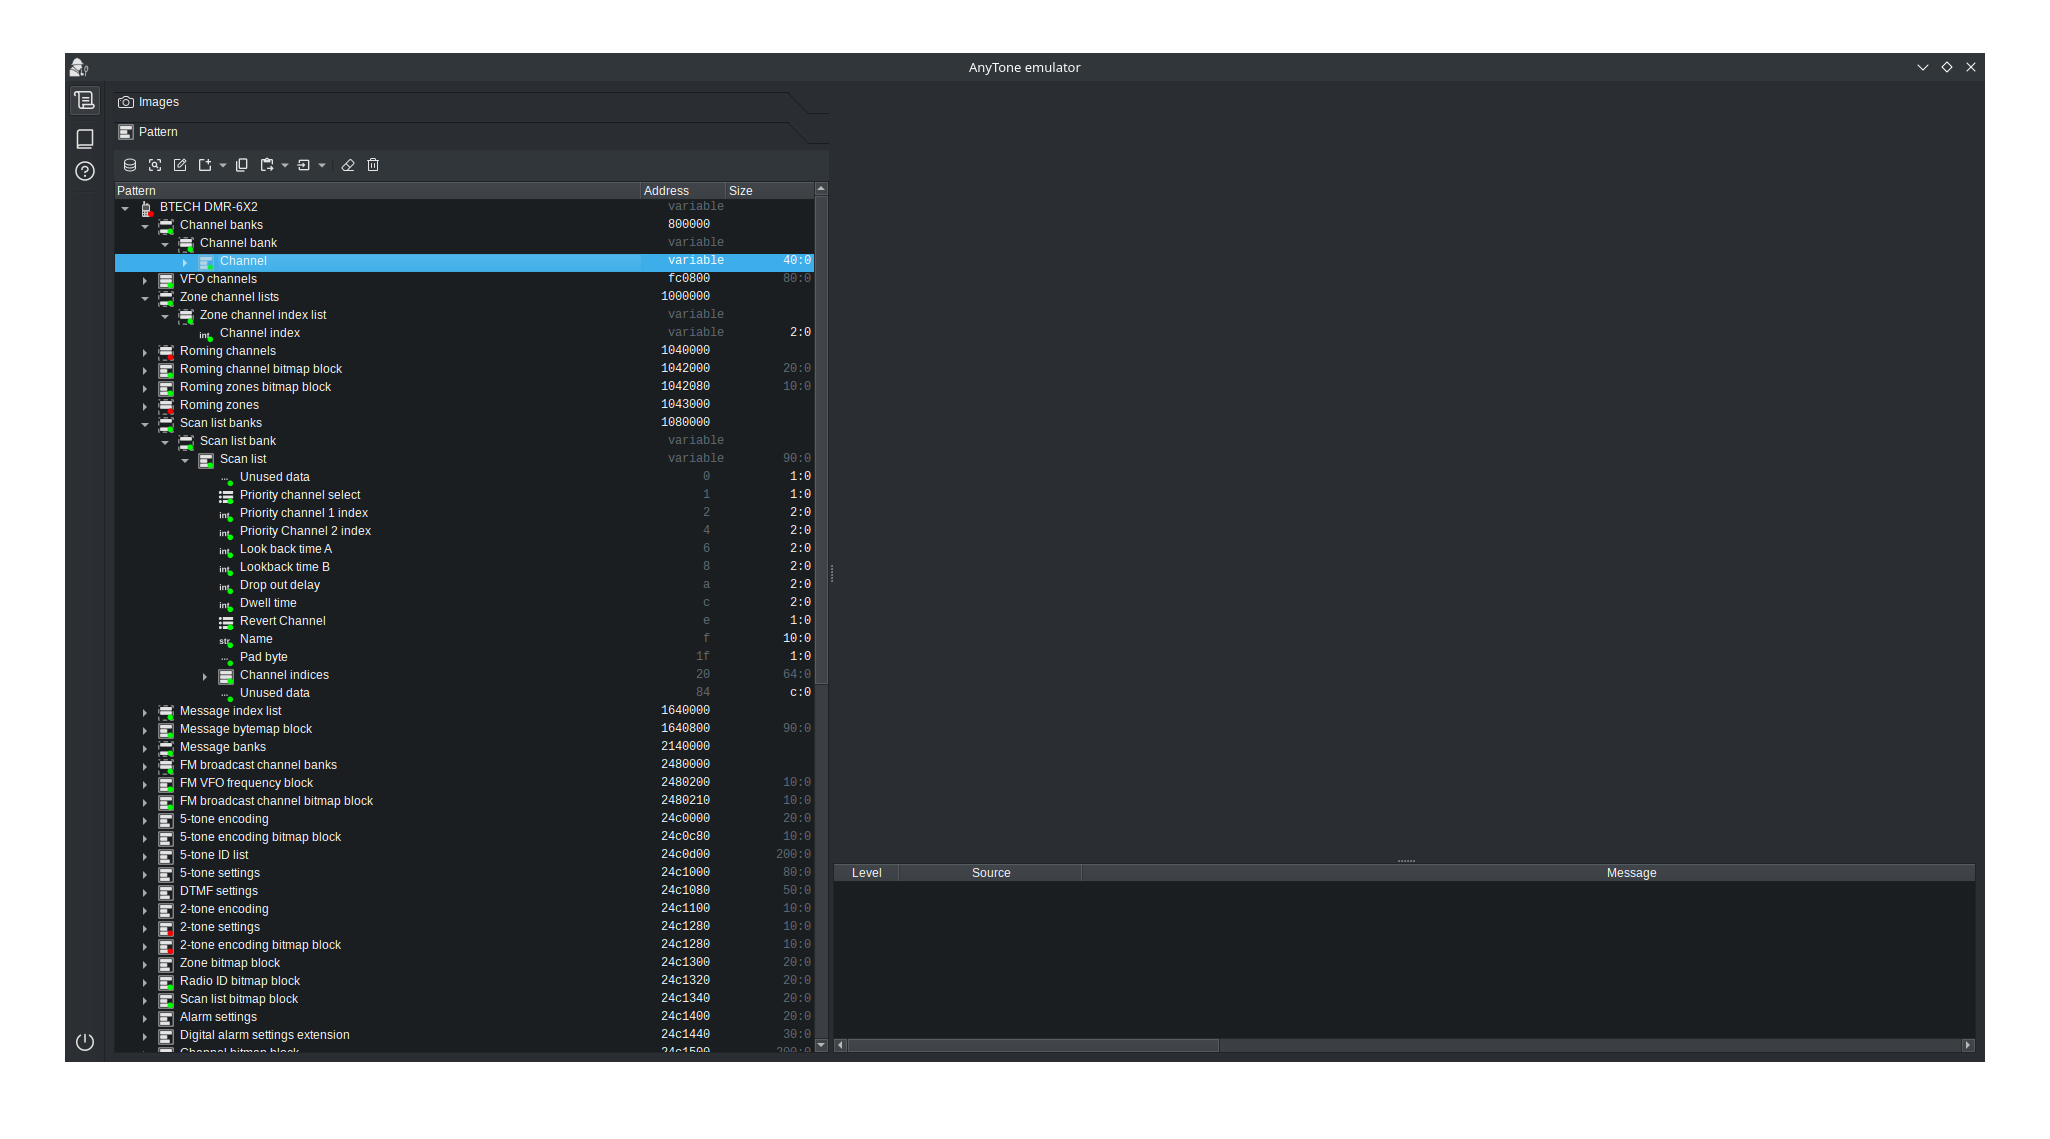 AnyTone emulator
Images
Pattern
Pattern Address Size
BTECH DMR-6X2 variable
Channel banks 800000
Channel bank variable
Channel variable 40:0
VFO channels fc0800 80:0
Zone channel lists 1000000
Zone channel index list variable
int Channel index variable 2:0
Roming channels 1040000
Roming channel bitmap block 1042000 20:0
Roming zones bitmap block 1042080 10:0
Roming zones 1043000
Scan list banks 1080000
Scan list bank variable
Scan list variable 90:0
Unused data 0 1:0
Priority channel select 1 1:0
int Priority channel 1 index 2 2:0
int Priority Channel 2 index 4 2:0
int Look back time A 6 2:0
int Lookback time B 8 2:0
int Drop out delay a 2:0
int Dwell time c 2:0
Revert Channel e 1:0
str Name f 10:0
Pad byte 1f 1:0
Channel indices 20 64:0
Unused data 84 c:0
Message index list 1640000
Message bytemap block 1640800 90:0
Message banks 2140000
FM broadcast channel banks 2480000
FM VFO frequency block 2480200 10:0
FM broadcast channel bitmap block 2480210 10:0
5-tone encoding 24c0000 20:0
5-tone encoding bitmap block 24c0c80 10:0
5-tone ID list 24c0d00 200:0
5-tone settings 24c1000 80:0
DTMF settings 24c1080 50:0
2-tone encoding 24c1100 10:0
2-tone settings 24c1280 10:0
2-tone encoding bitmap block 24c1280 10:0
Zone bitmap block 24c1300 20:0
Radio ID bitmap block 24c1320 20:0
Scan list bitmap block 24c1340 20:0
Alarm settings 24c1400 20:0
Digital alarm settings extension 24c1440 30:0
Channel bitmap block 24c1500 200:0
Level Source Message